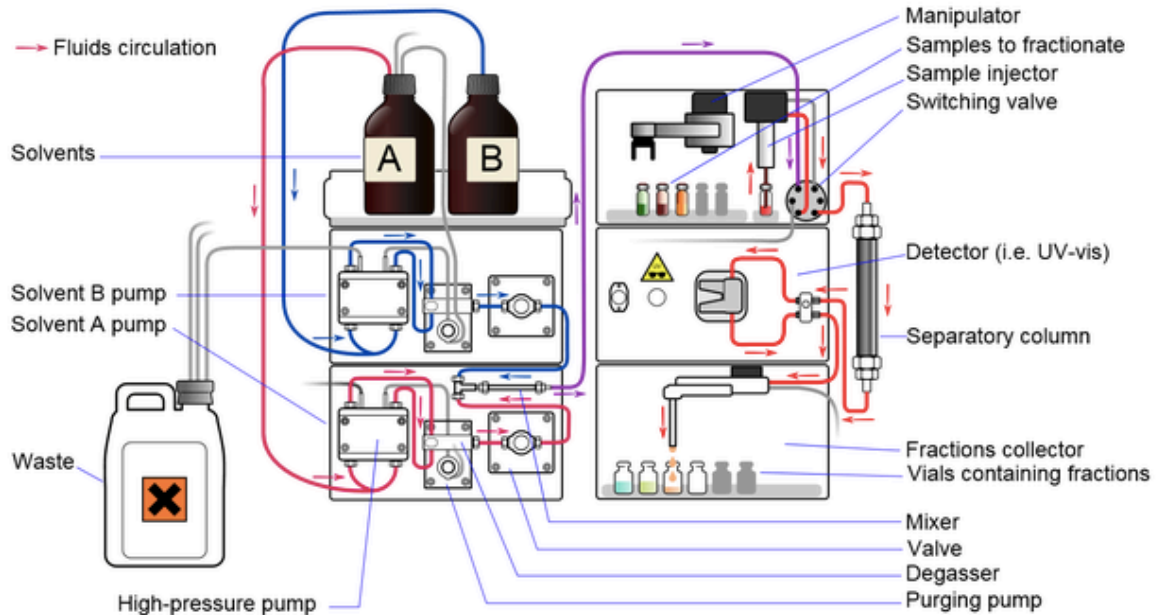 Fluids circulation
Solvents
A
B
Solvent B pump
Solvent A pump
Waste
High-pressure pump
Manipulator
Samples to fractionate
Sample injector
Switching valve
Detector (i.e. UV-vis)
Separatory column
Fractions collector
Vials containing fractions
Mixer
Valve
Degasser
Purging pump